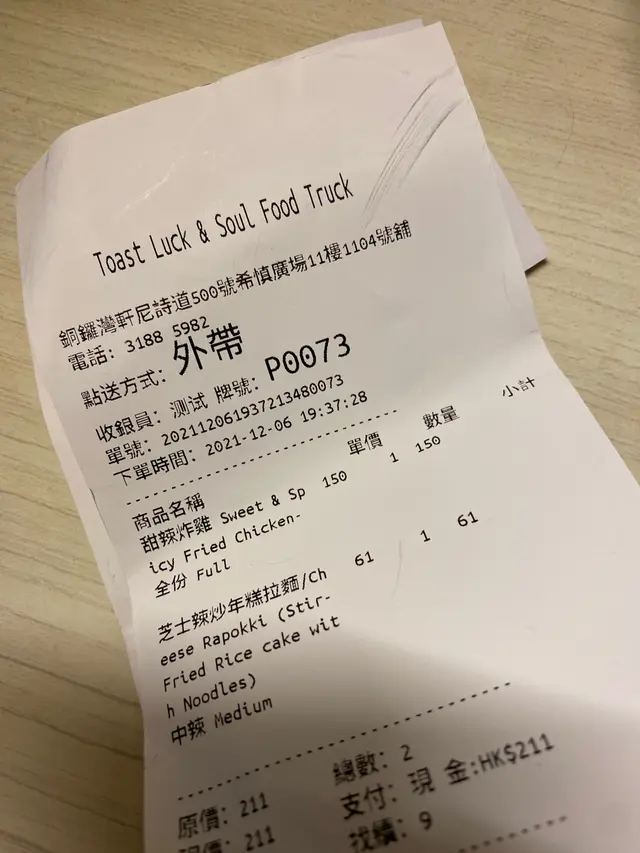 Toast Luck & Soul Food Truck
銅鑼灣軒尼詩道500號希慎廣場11樓1104號舖
電話: 3188 5982
點送方式: 外帶
收銀員: 测试 牌號: P0073
單號: 202112061937213480073
下單時間: 2021-12-06 19:37:28
商品名稱 單價 數量 小計
甜辣炸雞 Sweet & Sp 150 1 150
icy Fried Chicken-
全份 Full
芝士辣炒年糕拉麵/Ch 61 1 61
eese Rapokki (Stir-
Fried Rice cake wit
h Noodles)
中辣 Medium
原價: 211 總數: 2
現價: 211 支付: 現 金:HK$211
找續: 9